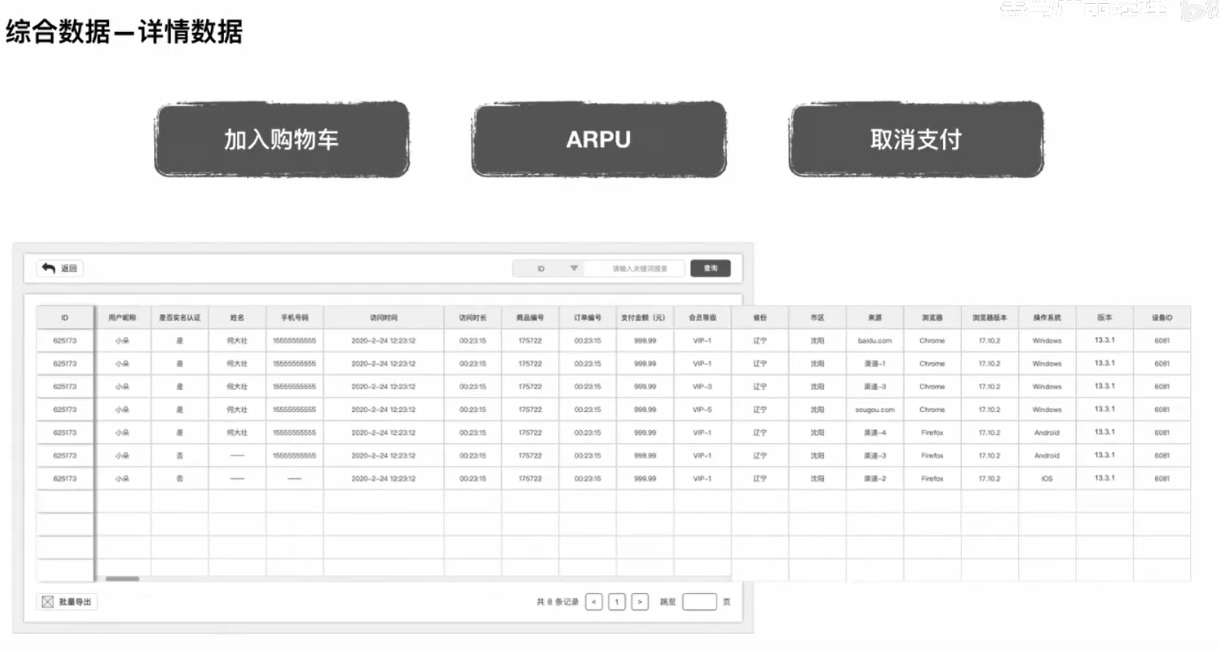 综合数据—详情数据
加入购物车 ARPU 取消支付
返回 ID 请输入关键词搜索 查询
ID 用户昵称 是否实名认证 姓名 手机号码 访问时间 访问时长 商品编号 订单编号 支付金额（元） 会员等级 省份 市区 来源 浏览器 浏览器版本 操作系统 版本 设备ID
625173 小朵 是 何大壮 15555555555 2020-2-24 12:23:12 00:23:15 175722 00:23:15 999.99 VIP-1 辽宁 沈阳 baidu.com Chrome 17.10.2 Windows 13.3.1 6081
625173 小朵 是 何大壮 15555555555 2020-2-24 12:23:12 00:23:15 175722 00:23:15 999.99 VIP-1 辽宁 沈阳 渠道-1 Chrome 17.10.2 Windows 13.3.1 6081
625173 小朵 是 何大壮 15555555555 2020-2-24 12:23:12 00:23:15 175722 00:23:15 999.99 VIP-3 辽宁 沈阳 渠道-3 Chrome 17.10.2 Windows 13.3.1 6081
625173 小朵 是 何大壮 15555555555 2020-2-24 12:23:12 00:23:15 175722 00:23:15 999.99 VIP-5 辽宁 沈阳 sougou.com Chrome 17.10.2 Windows 13.3.1 6081
625173 小朵 是 何大壮 15555555555 2020-2-24 12:23:12 00:23:15 175722 00:23:15 999.99 VIP-1 辽宁 沈阳 渠道-4 Firefox 17.10.2 Android 13.3.1 6081
625173 小朵 否 —— 15555555555 2020-2-24 12:23:12 00:23:15 175722 00:23:15 999.99 VIP-1 辽宁 沈阳 渠道-3 Firefox 17.10.2 Android 13.3.1 6081
625173 小朵 否 —— —— 2020-2-24 12:23:12 00:23:15 175722 00:23:15 999.99 VIP-1 辽宁 沈阳 渠道-2 Firefox 17.10.2 IOS 13.3.1 6081
批量导出 共 8 条记录 < 1 > 跳至 页